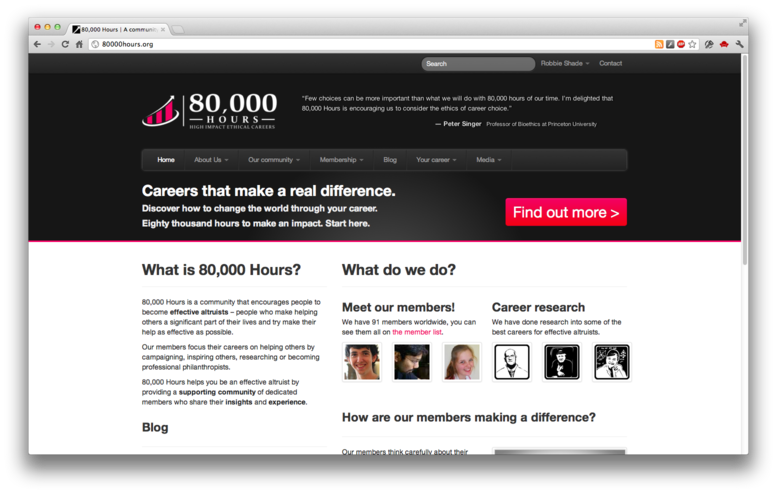 80,000 Hours | A community
80000hours.org
Search
Robbie Shade
Contact
80,000
HOURS
HIGH IMPACT ETHICAL CAREERS
"Few choices can be more important than what we will do with 80,000 hours of our time. I'm delighted that
80,000 Hours is encouraging us to consider the ethics of career choice."
— Peter Singer Professor of Bioethics at Princeton University
Home
About Us
Our community
Membership
Blog
Your career
Media
Careers that make a real difference.
Discover how to change the world through your career.
Eighty thousand hours to make an impact. Start here.
Find out more >
What is 80,000 Hours?
80,000 Hours is a community that encourages people to
become effective altruists – people who make helping
others a significant part of their lives and try make their
help as effective as possible.
Our members focus their careers on helping others by
campaigning, inspiring others, researching or becoming
professional philanthropists.
80,000 Hours helps you be an effective altruist by
providing a supporting community of dedicated
members who share their insights and experience.
Blog
What do we do?
Meet our members!
We have 91 members worldwide, you can
see them all on the member list.
Career research
We have done research into some of the
best careers for effective altruists.
How are our members making a difference?
Our members think carefully about their